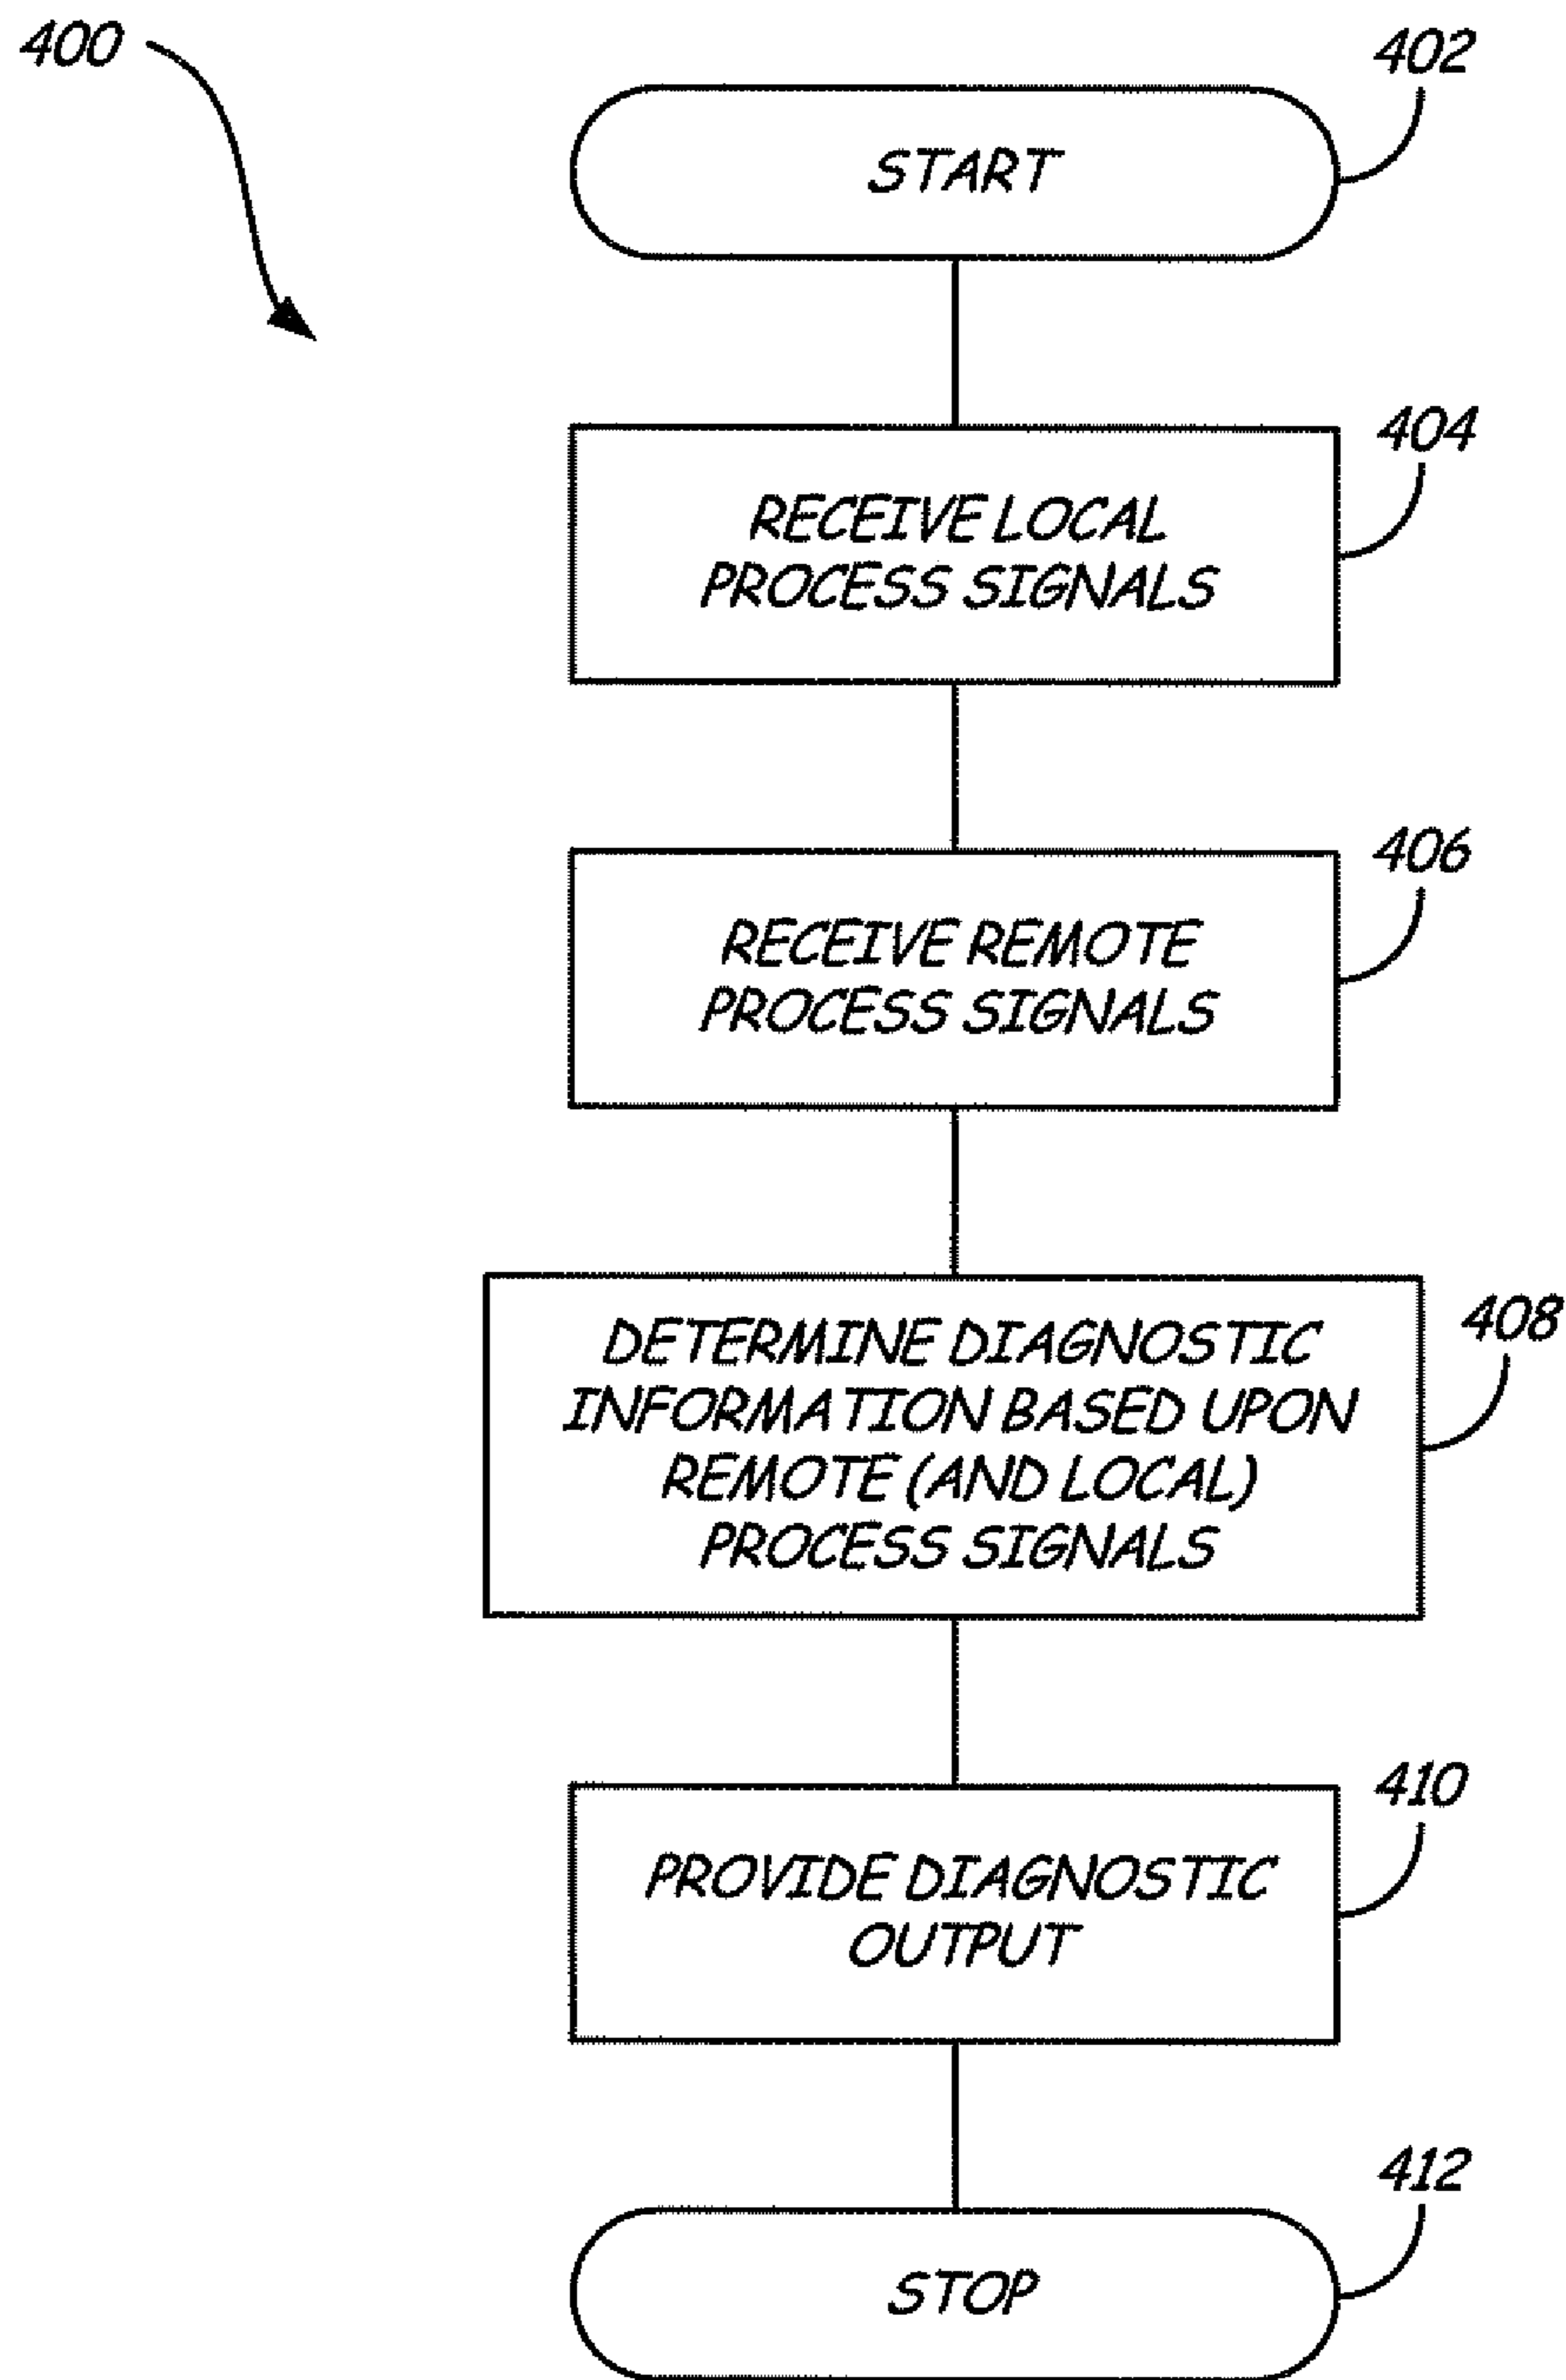 400
402
START
404
RECEIVE LOCAL
PROCESS SIGNALS
406
RECEIVE REMOTE
PROCESS SIGNALS
408
DETERMINE DIAGNOSTIC
INFORMATION BASED UPON
REMOTE (AND LOCAL)
PROCESS SIGNALS
410
PROVIDE DIAGNOSTIC
OUTPUT
412
STOP